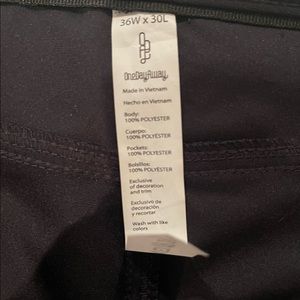 36W x 30L
OneDayAway
Made in Vietnam
Hecho en Vietnam
Body:
100% POLYESTER
Cuerpo:
100% POLYESTER
Pockets:
100% POLYESTER
Bolsillos:
100% POLYESTER
Exclusive
of decoration
and trim
Exclusivo de
decoración
y recortar
Wash with like
colors